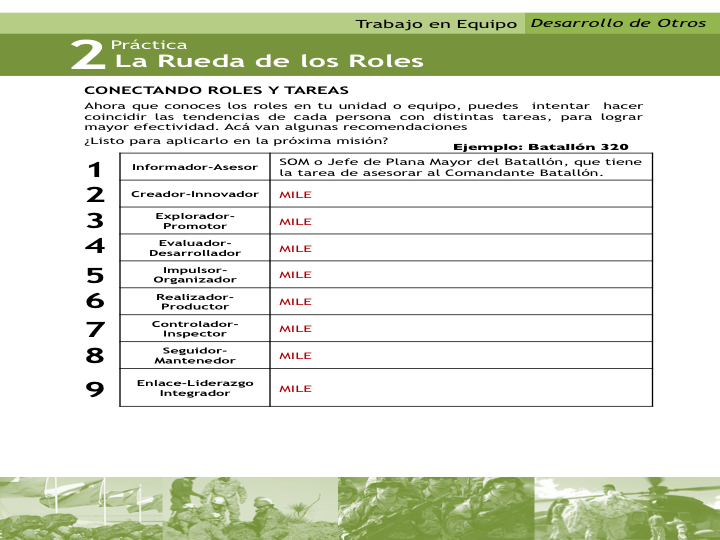 Trabajo en Equipo Desarrollo de Otros
2 Práctica
La Rueda de los Roles
CONECTANDO ROLES Y TAREAS
Ahora que conoces los roles en tu unidad o equipo, puedes intentar hacer
coincidir las tendencias de cada persona con distintas tareas, para lograr
mayor efectividad. Acá van algunas recomendaciones
¿Listo para aplicarlo en la próxima misión?
Ejemplo: Batallón 320
1 Informador-Asesor SOM o Jefe de Plana Mayor del Batallón, que tiene
la tarea de asesorar al Comandante Batallón.
2 Creador-Innovador MILE
3 Explorador-
Promotor MILE
4 Evaluador-
Desarrollador MILE
5 Impulsor-
Organizador MILE
6 Realizador-
Productor MILE
7 Controlador-
Inspector MILE
8 Seguidor-
Mantenedor MILE
9 Enlace-Liderazgo
Integrador MILE